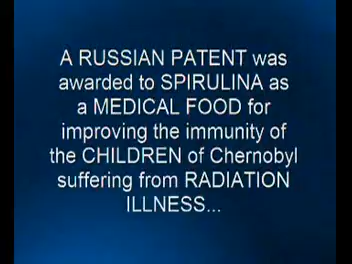 A RUSSIAN PATENT was
awarded to SPIRULINA as
a MEDICAL FOOD for
improving the immunity of
the CHILDREN of Chernobyl
suffering from RADIATION
ILLNESS...